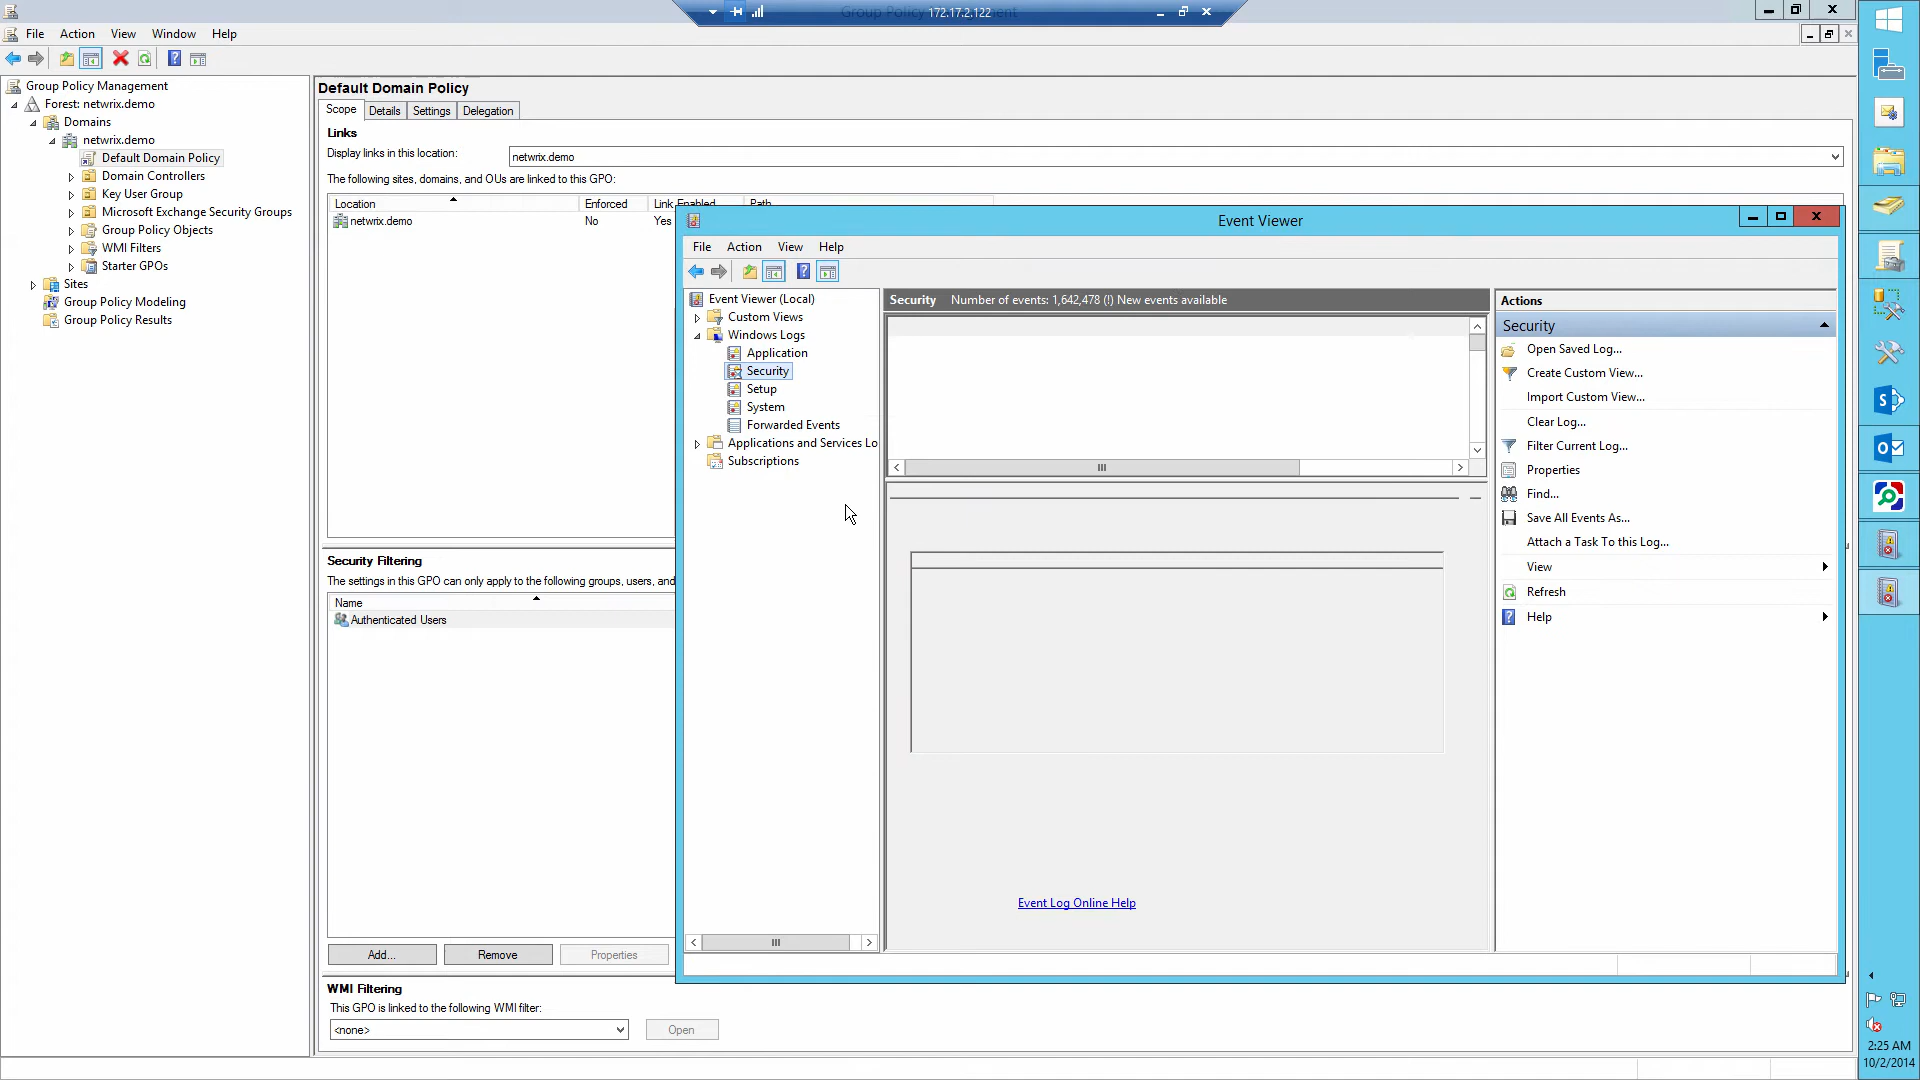 Group Policy Management
172.17.2.122
File Action View Window Help
Group Policy Management
Forest: netwrix.demo
Domains
netwrix.demo
Default Domain Policy
Domain Controllers
Key User Group
Microsoft Exchange Security Groups
Group Policy Objects
WMI Filters
Starter GPOs
Sites
Group Policy Modeling
Group Policy Results
Default Domain Policy
Scope Details Settings Delegation
Links
Display links in this location: netwrix.demo
The following sites, domains, and OUs are linked to this GPO:
Location Enforced Link Enabled Path
netwrix.demo No Yes
Security Filtering
The settings in this GPO can only apply to the following groups, users, and
Name
Authenticated Users
Add... Remove Properties
WMI Filtering
This GPO is linked to the following WMI filter:
<none> Open
Event Viewer
File Action View Help
Event Viewer (Local)
Custom Views
Windows Logs
Application
Security
Setup
System
Forwarded Events
Applications and Services Lo
Subscriptions
Security Number of events: 1,642,478 (!) New events available
Event Log Online Help
Actions
Security
Open Saved Log...
Create Custom View...
Import Custom View...
Clear Log...
Filter Current Log...
Properties
Find...
Save All Events As...
Attach a Task To this Log...
View
Refresh
Help
2:25 AM
10/2/2014